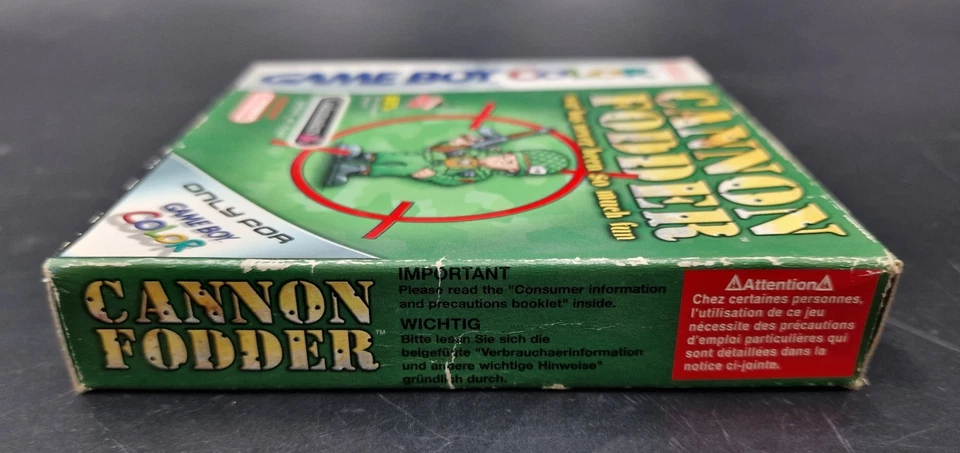 GAME BOY COLOR
CANNON
FODDER
war has never been so much fun
ONLY FOR
GAME BOY
COLOR
CANNON
FODDER™
IMPORTANT
Please read the "Consumer information
and precautions booklet" inside.
WICHTIG
Bitte lesen Sie sich die
beigefügte "Verbrauchaerinformation
und andere wichtige Hinweise"
gründlich durch.
⚠Attention⚠
Chez certaines personnes,
l'utilisation de ce jeu
nécessite des précautions
d'emploi particulières qui
sont détaillées dans la
notice ci-jointe.